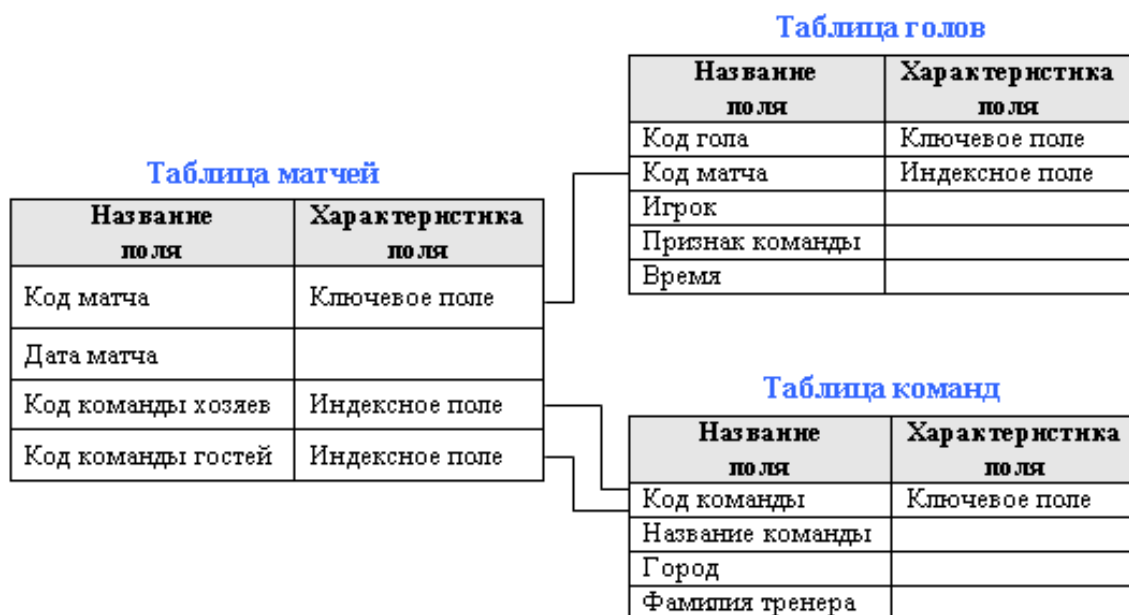 Таблица голов
Название поля Характеристика поля
Код гола Ключевое поле
Код матча Индексное поле
Игрок
Признак команды
Время
Таблица матчей
Название поля Характеристика поля
Код матча Ключевое поле
Дата матча
Код команды хозяев Индексное поле
Код команды гостей Индексное поле
Таблица команд
Название поля Характеристика поля
Код команды Ключевое поле
Название команды
Город
Фамилия тренера